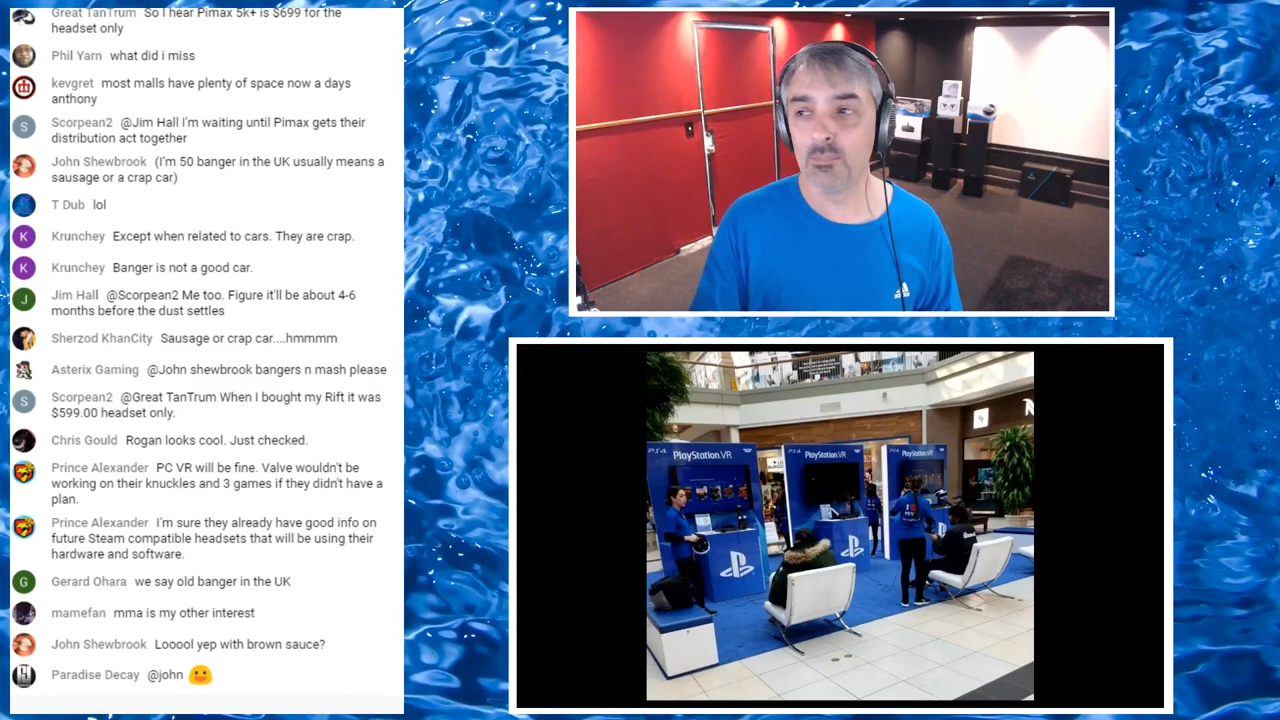 Great TanTrum So I hear Pimax 5k+ is $699 for the
headset only
Phil Yarn what did i miss
kevgret most malls have plenty of space now a days
anthony
S
Scorpean2 @Jim Hall I'm waiting until Pimax gets their
distribution act together
John Shewbrook (I'm 50 banger in the UK usually means a
sausage or a crap car)
T Dub lol
K
Krunchey Except when related to cars. They are crap.
K
Krunchey Banger is not a good car.
J
Jim Hall @Scorpean2 Me too. Figure it'll be about 4-6
months before the dust settles
Sherzod KhanCity Sausage or crap car....hmmmm
Asterix Gaming @John shewbrook bangers n mash please
S
Scorpean2 @Great TanTrum When I bought my Rift it was
$599.00 headset only.
Chris Gould Rogan looks cool. Just checked.
Prince Alexander PC VR will be fine. Valve wouldn't be
working on their knuckles and 3 games if they didn't have a
plan.
Prince Alexander I'm sure they already have good info on
future Steam compatible headsets that will be using their
hardware and software.
G
Gerard Ohara we say old banger in the UK
mamefan mma is my other interest
John Shewbrook Looool yep with brown sauce?
Paradise Decay @john
PS4 PlayStation VR
PS4 PlayStation VR
PS4 PlayStation VR